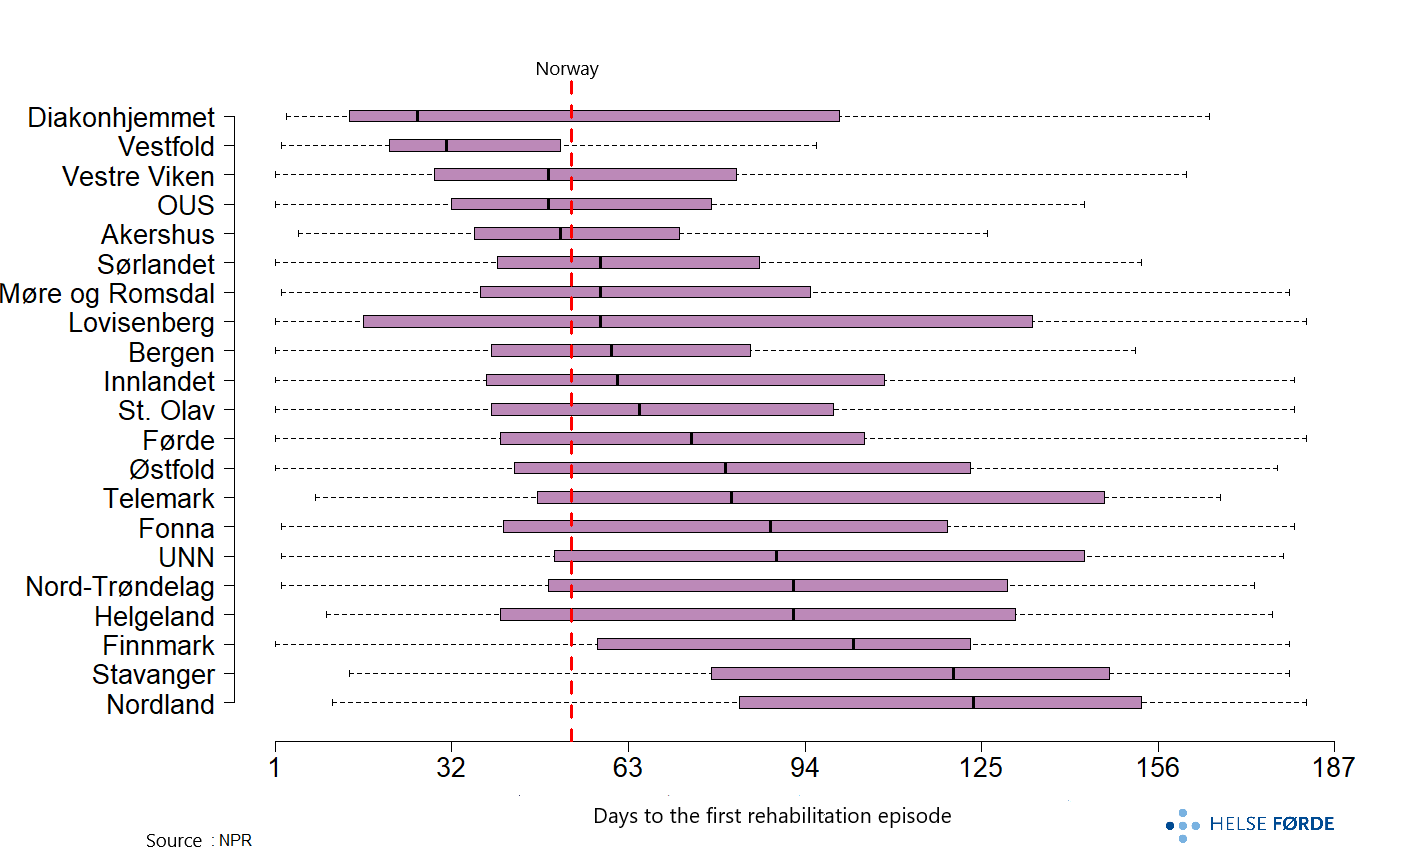 Norway
Diakonhjemmet
Vestfold
Vestre Viken
OUS
Akershus
Sørlandet
Møre og Romsdal
Lovisenberg
Bergen
Innlandet
St. Olav
Førde
Østfold
Telemark
Fonna
UNN
Nord-Trøndelag
Helgeland
Finnmark
Stavanger
Nordland
1 32 63 94 125 156 187
Days to the first rehabilitation episode
HELSE FØRDE
Source : NPR